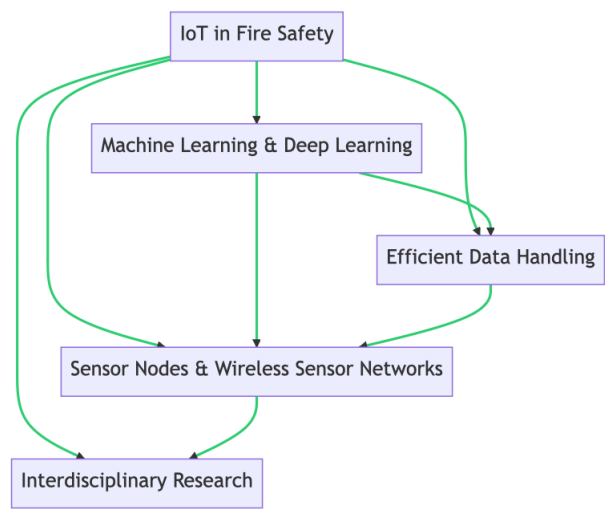 IoT in Fire Safety
Machine Learning & Deep Learning
Efficient Data Handling
Sensor Nodes & Wireless Sensor Networks
Interdisciplinary Research